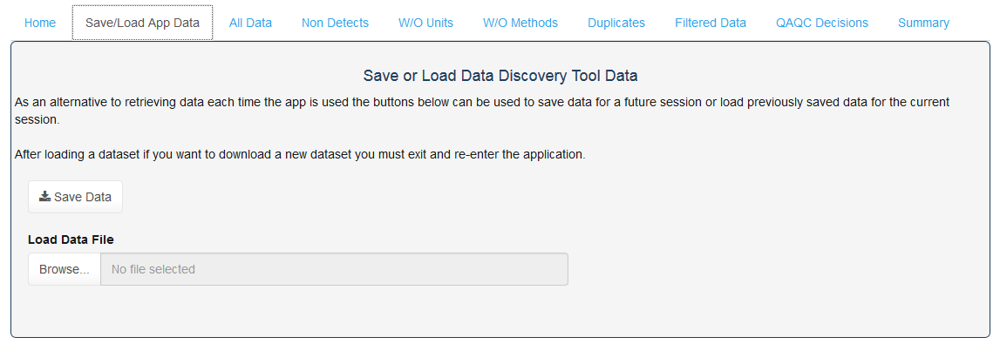 Home Save/Load App Data All Data Non Detects W/O Units W/O Methods Duplicates Filtered Data QAQC Decisions Summary
Save or Load Data Discovery Tool Data
As an alternative to retrieving data each time the app is used the buttons below can be used to save data for a future session or load previously saved data for the current
session.
After loading a dataset if you want to download a new dataset you must exit and re-enter the application.
Save Data
Load Data File
Browse... No file selected